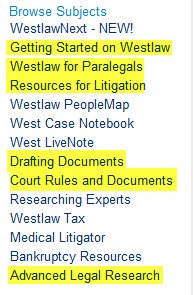 Browse Subjects
WestlawNext - NEW!
Getting Started on Westlaw
Westlaw for Paralegals
Resources for Litigation
Westlaw PeopleMap
West Case Notebook
West LiveNote
Drafting Documents
Court Rules and Documents
Researching Experts
Westlaw Tax
Medical Litigator
Bankruptcy Resources
Advanced Legal Research